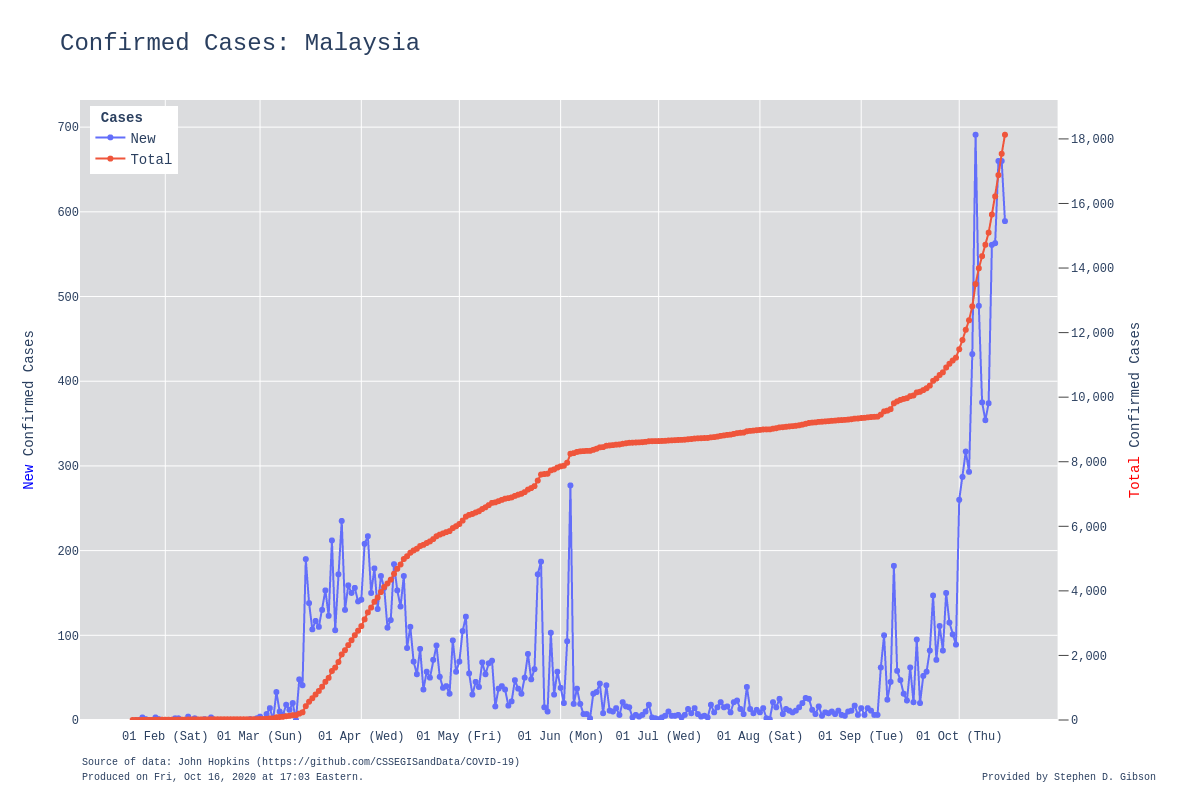 Confirmed Cases: Malaysia
Cases
New
Total
700
600
500
400
300
200
100
0
New Confirmed Cases
18,000
16,000
14,000
12,000
10,000
8,000
6,000
4,000
2,000
0
Total Confirmed Cases
01 Feb (Sat) 01 Mar (Sun) 01 Apr (Wed) 01 May (Fri) 01 Jun (Mon) 01 Jul (Wed) 01 Aug (Sat) 01 Sep (Tue) 01 Oct (Thu)
Source of data: John Hopkins (https://github.com/CSSEGISandData/COVID-19)
Produced on Fri, Oct 16, 2020 at 17:03 Eastern.
Provided by Stephen D. Gibson